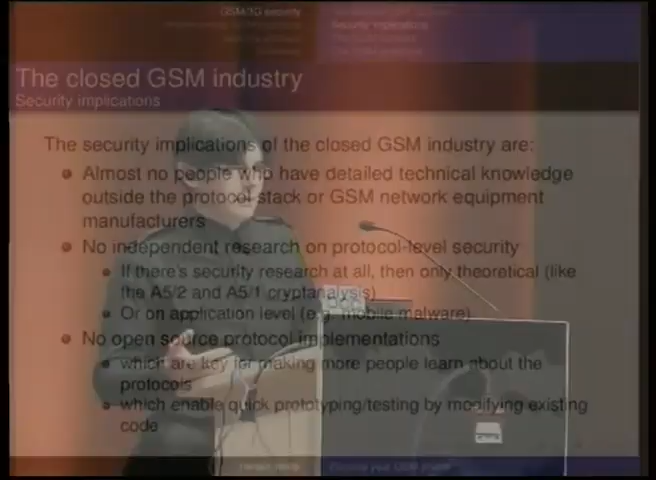 GSM/3G security
Security implications
The closed GSM industry
Security implications
The security implications of the closed GSM industry are:
Almost no people who have detailed technical knowledge
outside the protocol stack or GSM network equipment
manufacturers
No independent research on protocol-level security
If there's security research at all, then only theoretical (like
the A5/2 and A5/1 cryptanalysis)
Or on application level (e.g. mobile malware)
No open source protocol implementations
which are key for making more people learn about the
protocols
which enable quick prototyping/testing by modifying existing
code